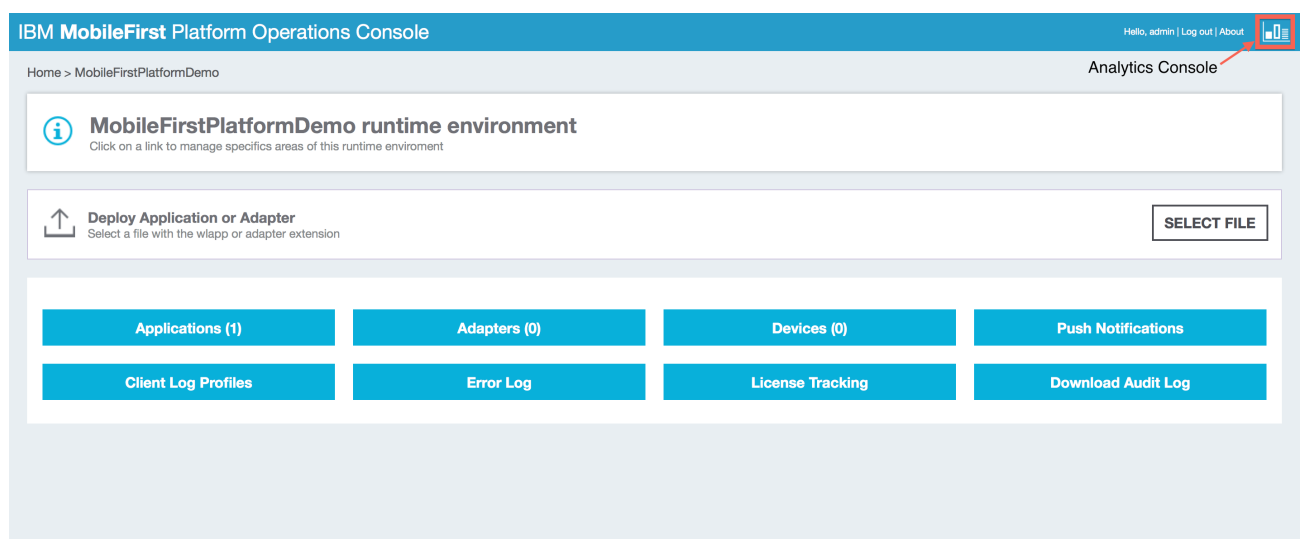 IBM MobileFirst Platform Operations Console
Hello, admin | Log out | About
Analytics Console
Home > MobileFirstPlatformDemo
MobileFirstPlatformDemo runtime environment
Click on a link to manage specifics areas of this runtime enviroment
Deploy Application or Adapter
Select a file with the wlapp or adapter extension
SELECT FILE
Applications (1)
Adapters (0)
Devices (0)
Push Notifications
Client Log Profiles
Error Log
License Tracking
Download Audit Log